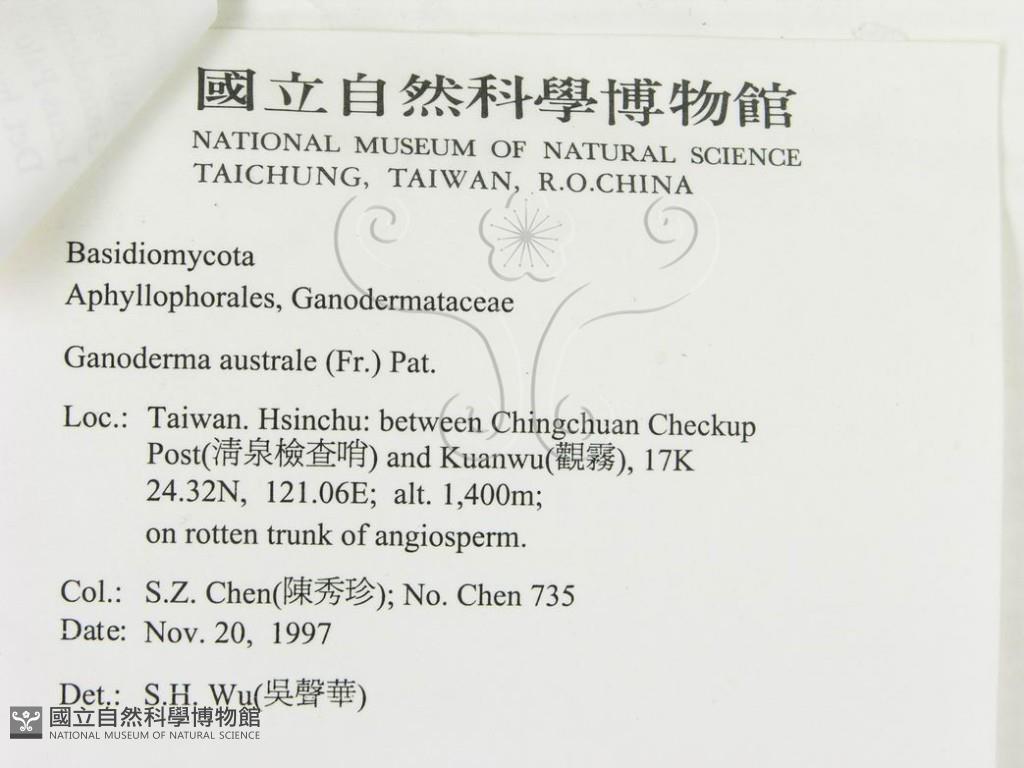 國立自然科學博物館
NATIONAL MUSEUM OF NATURAL SCIENCE
TAICHUNG, TAIWAN, R.O.CHINA
Basidiomycota
Aphyllophorales, Ganodermataceae
Ganoderma australe (Fr.) Pat.
Loc.: Taiwan. Hsinchu: between Chingchuan Checkup
Post(清泉檢查哨) and Kuanwu(觀霧), 17K
24.32N, 121.06E; alt. 1,400m;
on rotten trunk of angiosperm.
Col.: S.Z. Chen(陳秀珍); No. Chen 735
Date: Nov. 20, 1997
Det.: S.H. Wu(吳聲華)
國立自然科學博物館
NATIONAL MUSEUM OF NATURAL SCIENCE